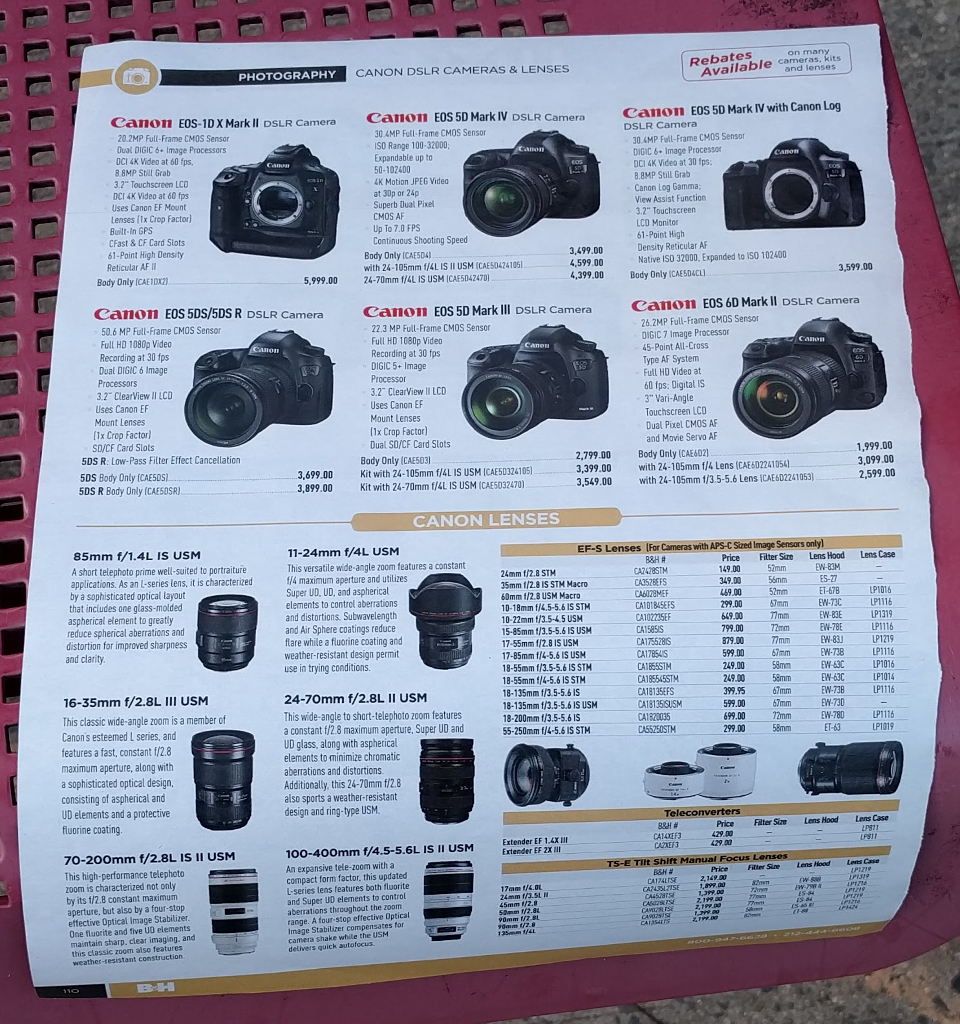 PHOTOGRAPHY CANON DSLR CAMERAS & LENSES
Rebates Available on many cameras, kits and lenses
Canon EOS-1D X Mark II DSLR Camera
20.2MP Full-Frame CMOS Sensor
Dual DIGIC 6+ Image Processors
DCI 4K Video at 60 fps,
8.8MP Still Grab
3.2" Touchscreen LCD
DCI 4K Video at 60 fps
Uses Canon EF Mount
Lenses (1x Crop Factor)
Built-In GPS
CFast & CF Card Slots
61-Point High Density
Reticular AF II
Body Only (CAE1DX2) 5,999.00
Canon EOS 5D Mark IV DSLR Camera
30.4MP Full-Frame CMOS Sensor
ISO Range 100-32000;
Expandable up to
50-102400
4K Motion JPEG Video
at 30p or 24p
Superb Dual Pixel
CMOS AF
Up To 7.0 FPS
Continuous Shooting Speed
Body Only (CAE5D4) 3,499.00
with 24-105mm f/4L IS II USM (CAE5D424105) 4,599.00
24-70mm f/4L IS USM (CAE5D42470) 4,399.00
Canon EOS 5D Mark IV with Canon Log
DSLR Camera
30.4MP Full-Frame CMOS Sensor
DIGIC 6+ Image Processor
DCI 4K Video at 30 fps;
8.8MP Still Grab
Canon Log Gamma;
View Assist Function
3.2" Touchscreen
LCD Monitor
61-Point High
Density Reticular AF
Native ISO 32000, Expanded to ISO 102400
Body Only (CAE5D4CL) 3,599.00
Canon EOS 5DS/5DS R DSLR Camera
50.6 MP Full-Frame CMOS Sensor
Full HD 1080p Video
Recording at 30 fps
Dual DIGIC 6 Image
Processors
3.2" ClearView II LCD
Uses Canon EF
Mount Lenses
(1x Crop Factor)
SD/CF Card Slots
5DS R: Low-Pass Filter Effect Cancellation
5DS Body Only (CAE5DS) 3,699.00
5DS R Body Only (CAE5DSR) 3,899.00
Canon EOS 5D Mark III DSLR Camera
22.3 MP Full-Frame CMOS Sensor
Full HD 1080p Video
Recording at 30 fps
DIGIC 5+ Image
Processor
3.2" ClearView II LCD
Uses Canon EF
Mount Lenses
(1x Crop Factor)
Dual SD/CF Card Slots
Body Only (CAE5D3) 2,799.00
Kit with 24-105mm f/4L IS USM (CAE5D324105) 3,399.00
Kit with 24-70mm f/4L IS USM (CAE5D32470) 3,549.00
Canon EOS 6D Mark II DSLR Camera
26.2MP Full-Frame CMOS Sensor
DIGIC 7 Image Processor
45-Point All-Cross
Type AF System
Full HD Video at
60 fps; Digital IS
3" Vari-Angle
Touchscreen LCD
Dual Pixel CMOS AF
and Movie Servo AF
Body Only (CAE6D2) 1,999.00
with 24-105mm f/4 Lens (CAE6D2241054) 3,099.00
with 24-105mm f/3.5-5.6 Lens (CAE6D2241053) 2,599.00
CANON LENSES
85mm f/1.4L IS USM
A short telephoto prime well-suited to portraiture
applications. As an L-series lens, it is characterized
by a sophisticated optical layout
that includes one glass-molded
aspherical element to greatly
reduce spherical aberrations and
distortion for improved sharpness
and clarity.
11-24mm f/4L USM
This versatile wide-angle zoom features a constant
f/4 maximum aperture and utilizes
Super UD, UD, and aspherical
elements to control aberrations
and distortions. Subwavelength
and Air Sphere coatings reduce
flare while a fluorine coating and
weather-resistant design permit
use in trying conditions.
16-35mm f/2.8L III USM
This classic wide-angle zoom is a member of
Canon's esteemed L series, and
features a fast, constant f/2.8
maximum aperture, along with
a sophisticated optical design,
consisting of aspherical and
UD elements and a protective
fluorine coating.
24-70mm f/2.8L II USM
This wide-angle to short-telephoto zoom features
a constant f/2.8 maximum aperture, Super UD and
UD glass, along with aspherical
elements to minimize chromatic
aberrations and distortions.
Additionally, this 24-70mm f/2.8
also sports a weather-resistant
design and ring-type USM.
70-200mm f/2.8L IS II USM
This high-performance telephoto
zoom is characterized not only
by its f/2.8 constant maximum
aperture, but also by a four-stop
effective Optical Image Stabilizer.
One fluorite and five UD elements
maintain sharp, clear imaging, and
this classic zoom also features
weather-resistant construction
100-400mm f/4.5-5.6L IS II USM
An expansive tele-zoom with a
compact form factor, this updated
L-series lens features both fluorite
and Super UD elements to control
aberrations throughout the zoom
range. A four-stop effective Optical
Image Stabilizer compensates for
camera shake while the USM
delivers quick autofocus.
EF-S Lenses (For Cameras with APS-C Sized Image Sensors only)
B&H # Price Filter Size Lens Hood Lens Case
24mm f/2.8 STM CA2428STM 149.00 52mm EW-83M —
35mm f/2.8 IS STM Macro CA3528EFS 349.00 56mm ES-27 —
60mm f/2.8 USM Macro CA6028MEF 469.00 52mm ET-67B LP1016
10-18mm f/4.5-5.6 IS STM CA101845EFS 299.00 67mm EW-73C LP1116
10-22mm f/3.5-4.5 USM CA10223EF 649.00 77mm EW-83E LP1319
15-85mm f/3.5-5.6 IS USM CA1585IS 799.00 72mm EW-78E LP1116
17-55mm f/2.8 IS USM CA175528IS 879.00 77mm EW-83J LP1219
17-85mm f/4-5.6 IS USM CA17854IS 599.00 67mm EW-73B LP1116
18-55mm f/3.5-5.6 IS STM CA1855STM 249.00 58mm EW-63C LP1016
18-55mm f/4-5.6 IS STM CA185545STM 249.00 58mm EW-63C LP1014
18-135mm f/3.5-5.6 IS CA18135EFS 399.95 67mm EW-73B LP1116
18-135mm f/3.5-5.6 IS USM CA18135ISUSM 599.00 67mm EW-73D —
18-200mm f/3.5-5.6 IS CA1820035 699.00 72mm EW-78D LP1116
55-250mm f/4-5.6 IS STM CA55250STM 299.00 58mm ET-63 LP1019
Teleconverters
B&H # Price Filter Size Lens Hood Lens Case
Extender EF 1.4X III CA14XEF3 429.00 — — LP811
Extender EF 2X III CA2XEF3 429.00 — — LP811
TS-E Tilt Shift Manual Focus Lenses
B&H # Price Filter Size Lens Hood Lens Case
17mm f/4.0L CA174LTSE 2,149.00 LP1219
24mm f/3.5L II CA2435LTSE 1,899.00 82mm EW-88B LP1319
45mm f/2.8 1,399.00 72mm LP1216
50mm f/2.8L 2,199.00 77mm ES-84 LP1219
90mm f/2.8L 2,199.00 77mm ES-84 LP1219
90mm f/2.8 1,399.00 58mm LP1216
135mm f/4L 2,199.00 82mm ET-88 LP1424
800-947-6628 • 212-444-6608
110 B&H